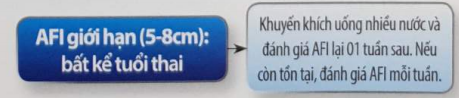 AFI giới hạn (5-8cm):
bất kể tuổi thai
Khuyến khích uống nhiều nước và
đánh giá AFI lại 01 tuần sau. Nếu
còn tồn tại, đánh giá AFI mỗi tuần.